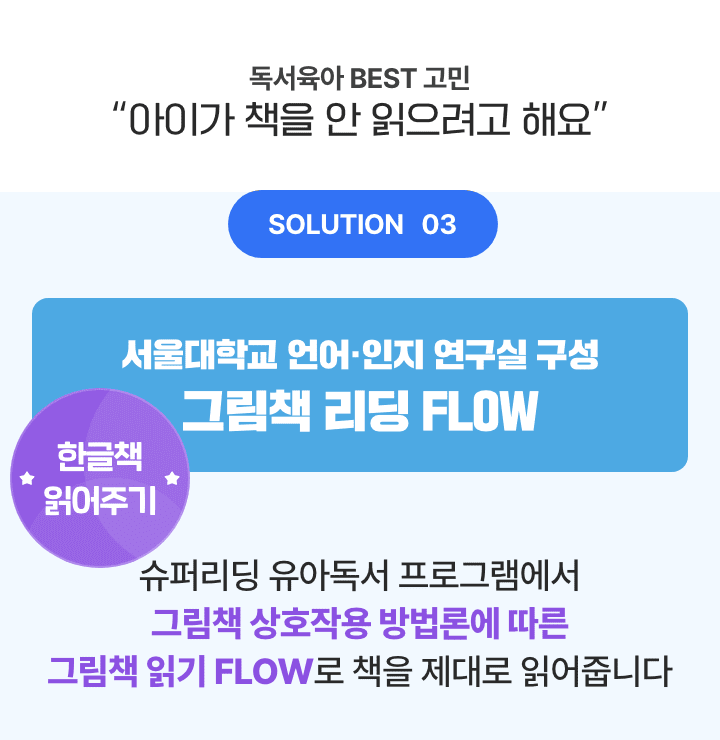 독서육아 BEST 고민
“아이가 책을 안 읽으려고 해요”
SOLUTION 03
서울대학교 언어·인지 연구실 구성
그림책 리딩 FLOW
한글책
읽어주기
슈퍼리딩 유아독서 프로그램에서
그림책 상호작용 방법론에 따른
그림책 읽기 FLOW로 책을 제대로 읽어줍니다